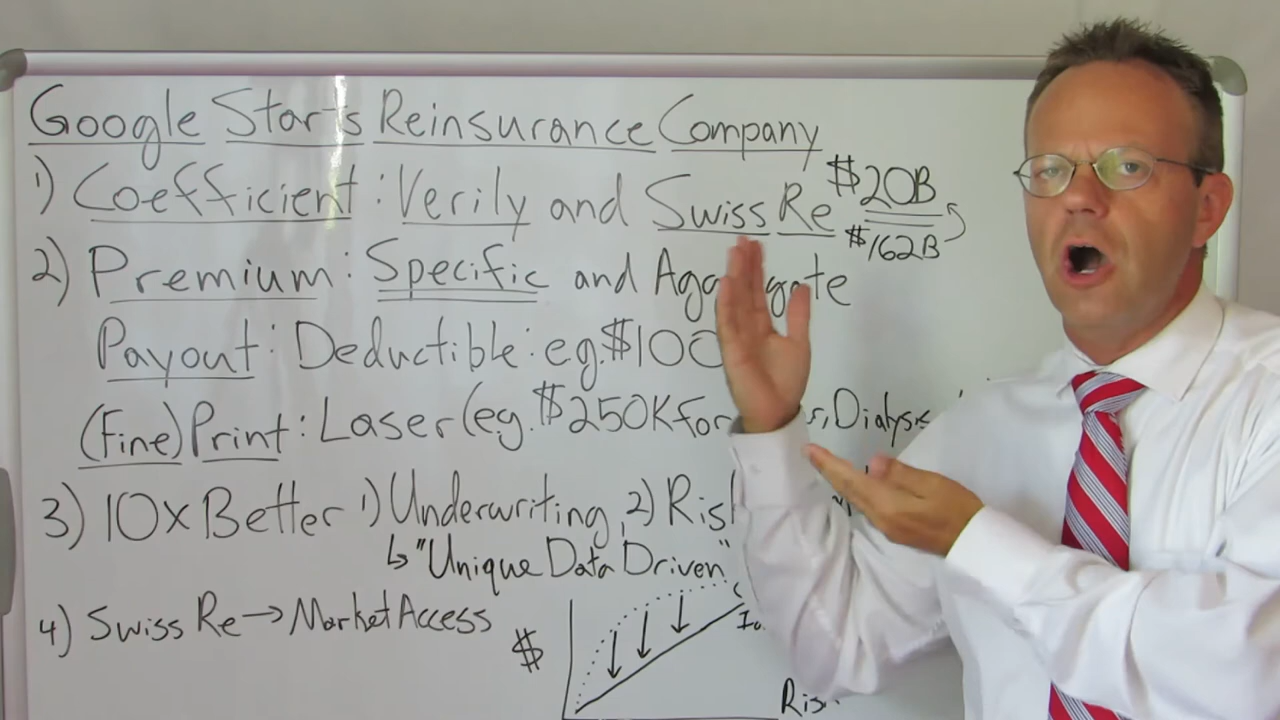 Google Starts Reinsurance Company
1) Coefficient: Verily and Swiss Re $20B
$162B
2) Premium: Specific and Aggregate
Payout: Deductible: eg. $100
(Fine) Print: Laser (eg. $250K for Dialysis
3) 10x Better 1) Underwriting, 2)
↳ "Unique Data Driven"
4) Swiss Re → Market Access
$